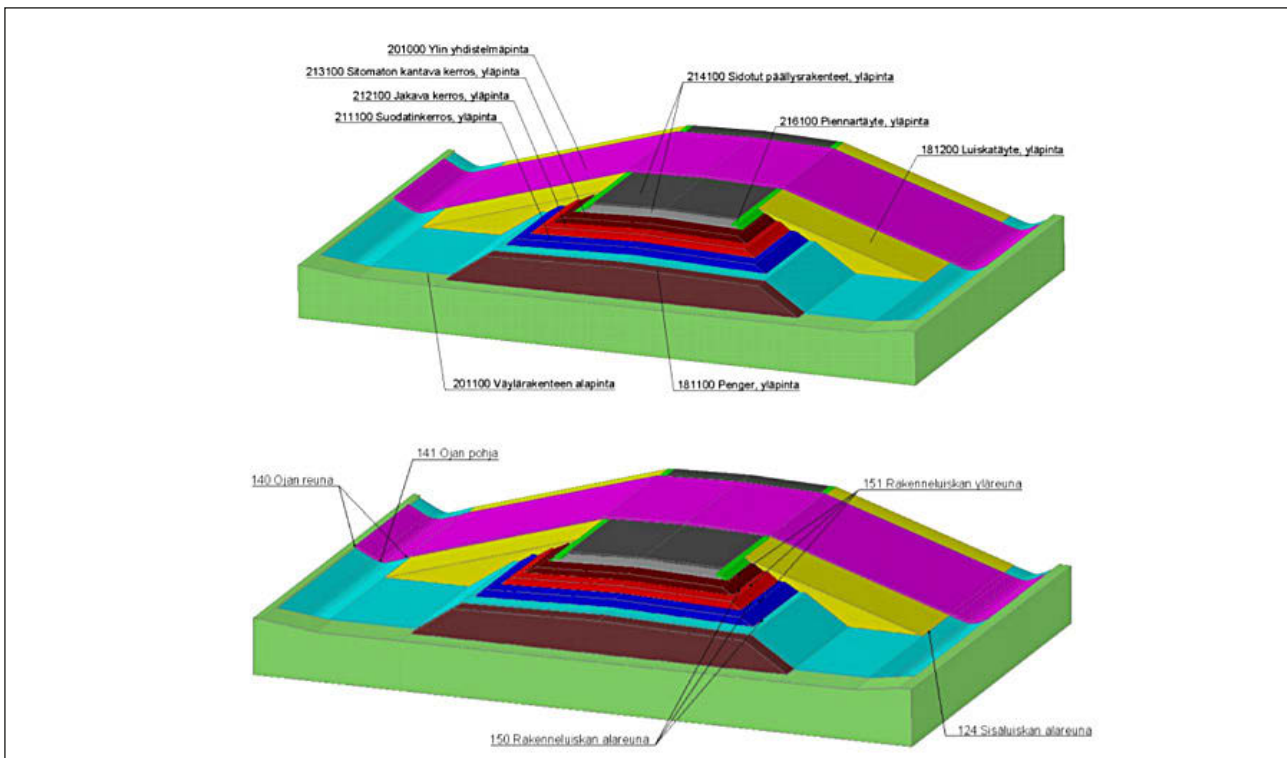 201000 Ylin yhdistelmäpinta
213100 Sitomaton kantava kerros, yläpinta
212100 Jakava kerros, yläpinta
211100 Suodatinkerros, yläpinta
214100 Sidotut päällysrakenteet, yläpinta
216100 Piennartäyte, yläpinta
181200 Luiskatäyte, yläpinta
201100 Väylärakenteen alapinta
181100 Penger, yläpinta
141 Ojan pohja
140 Ojan reuna
151 Rakenneluiskan yläreuna
150 Rakenneluiskan alareuna
124 Sisäluiskan alareuna